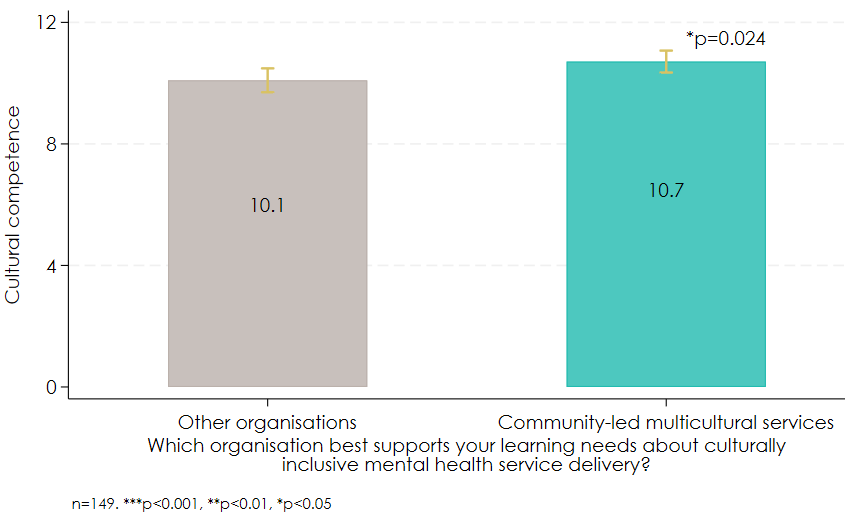 12
*p=0.024
8
10.1
10.7
4
0
Cultural competence
Other organisations
Community-led multicultural services
Which organisation best supports your learning needs about culturally
inclusive mental health service delivery?
n=149. ***p<0.001, **p<0.01, *p<0.05